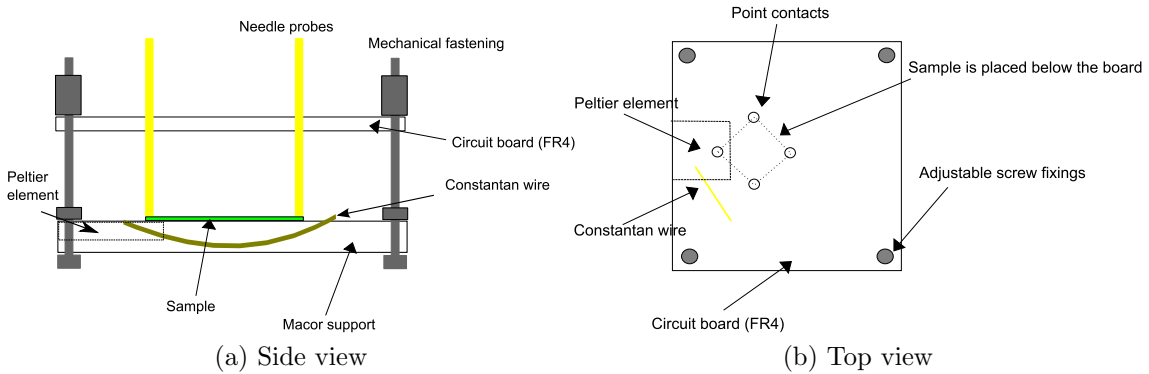 Needle probes
Mechanical fastening
Circuit board (FR4)
Peltier
element
Constantan wire
Sample
Macor support
(a) Side view
Point contacts
Sample is placed below the board
Peltier element
Adjustable screw fixings
Constantan wire
Circuit board (FR4)
(b) Top view